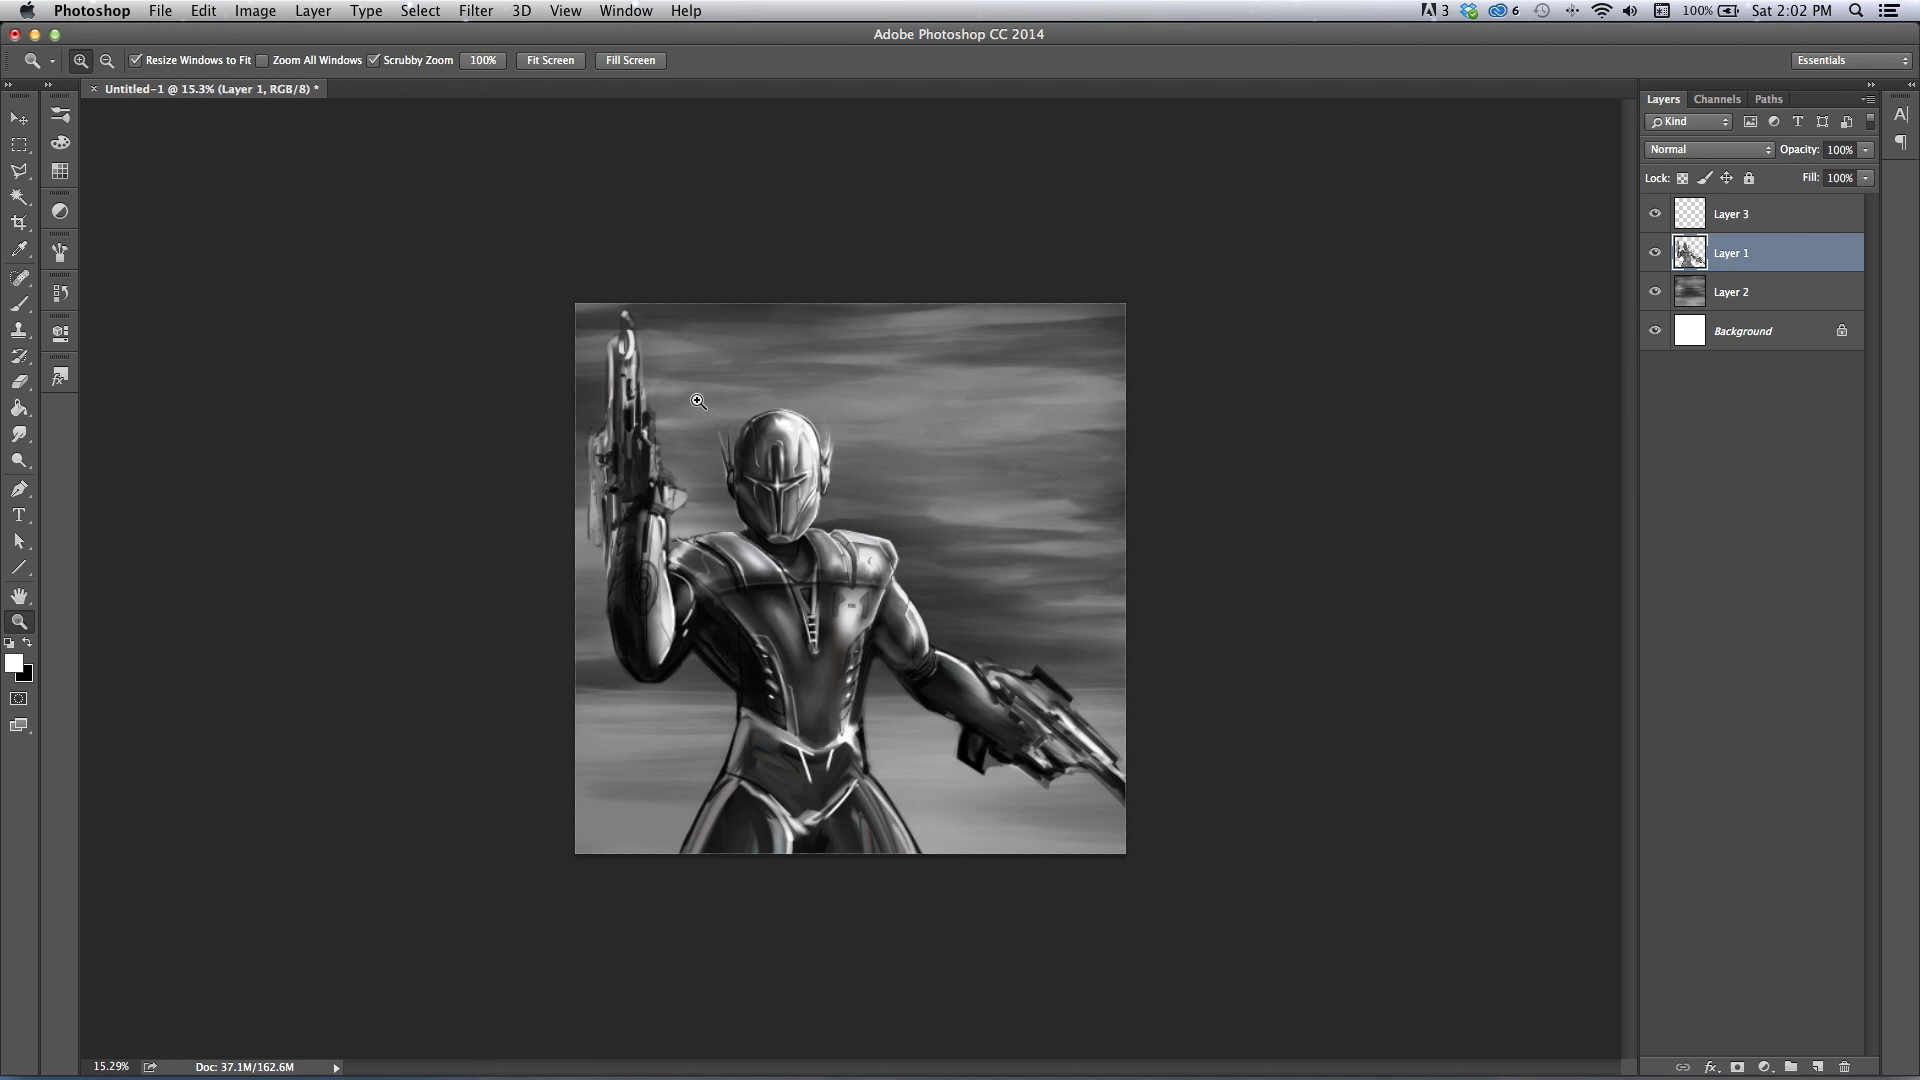 Photoshop File Edit Image Layer Type Select Filter 3D View Window Help 3 6 100% Sat 2:02 PM
Adobe Photoshop CC 2014
Resize Windows to Fit Zoom All Windows Scrubby Zoom 100% Fit Screen Fill Screen Essentials
Untitled-1 @ 15.3% (Layer 1, RGB/8) *
Layers Channels Paths
Kind
Normal Opacity: 100%
Lock: Fill: 100%
Layer 3
Layer 1
Layer 2
Background
15.29% Doc: 37.1M/162.6M